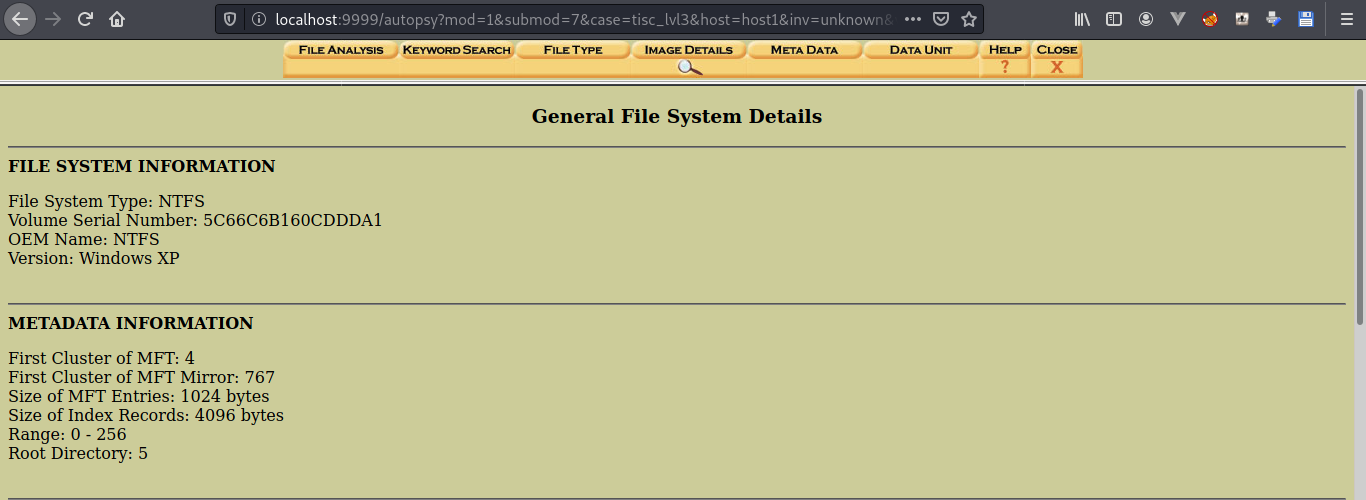 localhost:9999/autopsy?mod=1&submod=7&case=tisc_lvl3&host=host1&inv=unknown&
FILE ANALYSIS KEYWORD SEARCH FILE TYPE IMAGE DETAILS META DATA DATA UNIT HELP CLOSE
? X
General File System Details
FILE SYSTEM INFORMATION
File System Type: NTFS
Volume Serial Number: 5C66C6B160CDDDA1
OEM Name: NTFS
Version: Windows XP
METADATA INFORMATION
First Cluster of MFT: 4
First Cluster of MFT Mirror: 767
Size of MFT Entries: 1024 bytes
Size of Index Records: 4096 bytes
Range: 0 - 256
Root Directory: 5